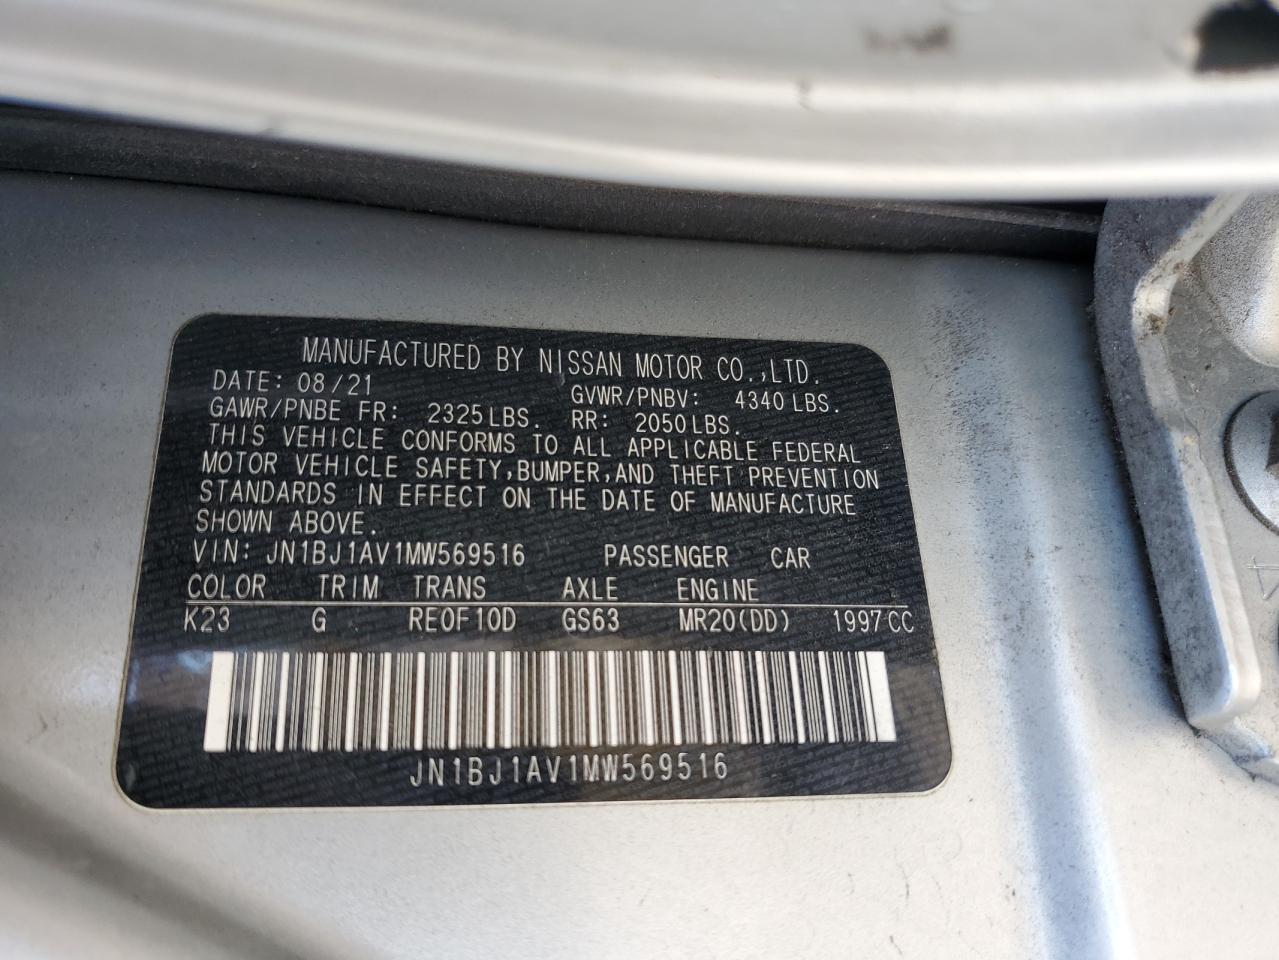 MANUFACTURED BY NISSAN MOTOR CO.,LTD.
DATE: 08/21 GVWR/PNBV: 4340 LBS.
GAWR/PNBE FR: 2325 LBS. RR: 2050 LBS.
THIS VEHICLE CONFORMS TO ALL APPLICABLE FEDERAL
MOTOR VEHICLE SAFETY,BUMPER,AND THEFT PREVENTION
STANDARDS IN EFFECT ON THE DATE OF MANUFACTURE
SHOWN ABOVE.
VIN: JN1BJ1AV1MW569516 PASSENGER CAR
COLOR TRIM TRANS AXLE ENGINE
K23 G RE0F10D GS63 MR20(DD) 1997CC
JN1BJ1AV1MW569516